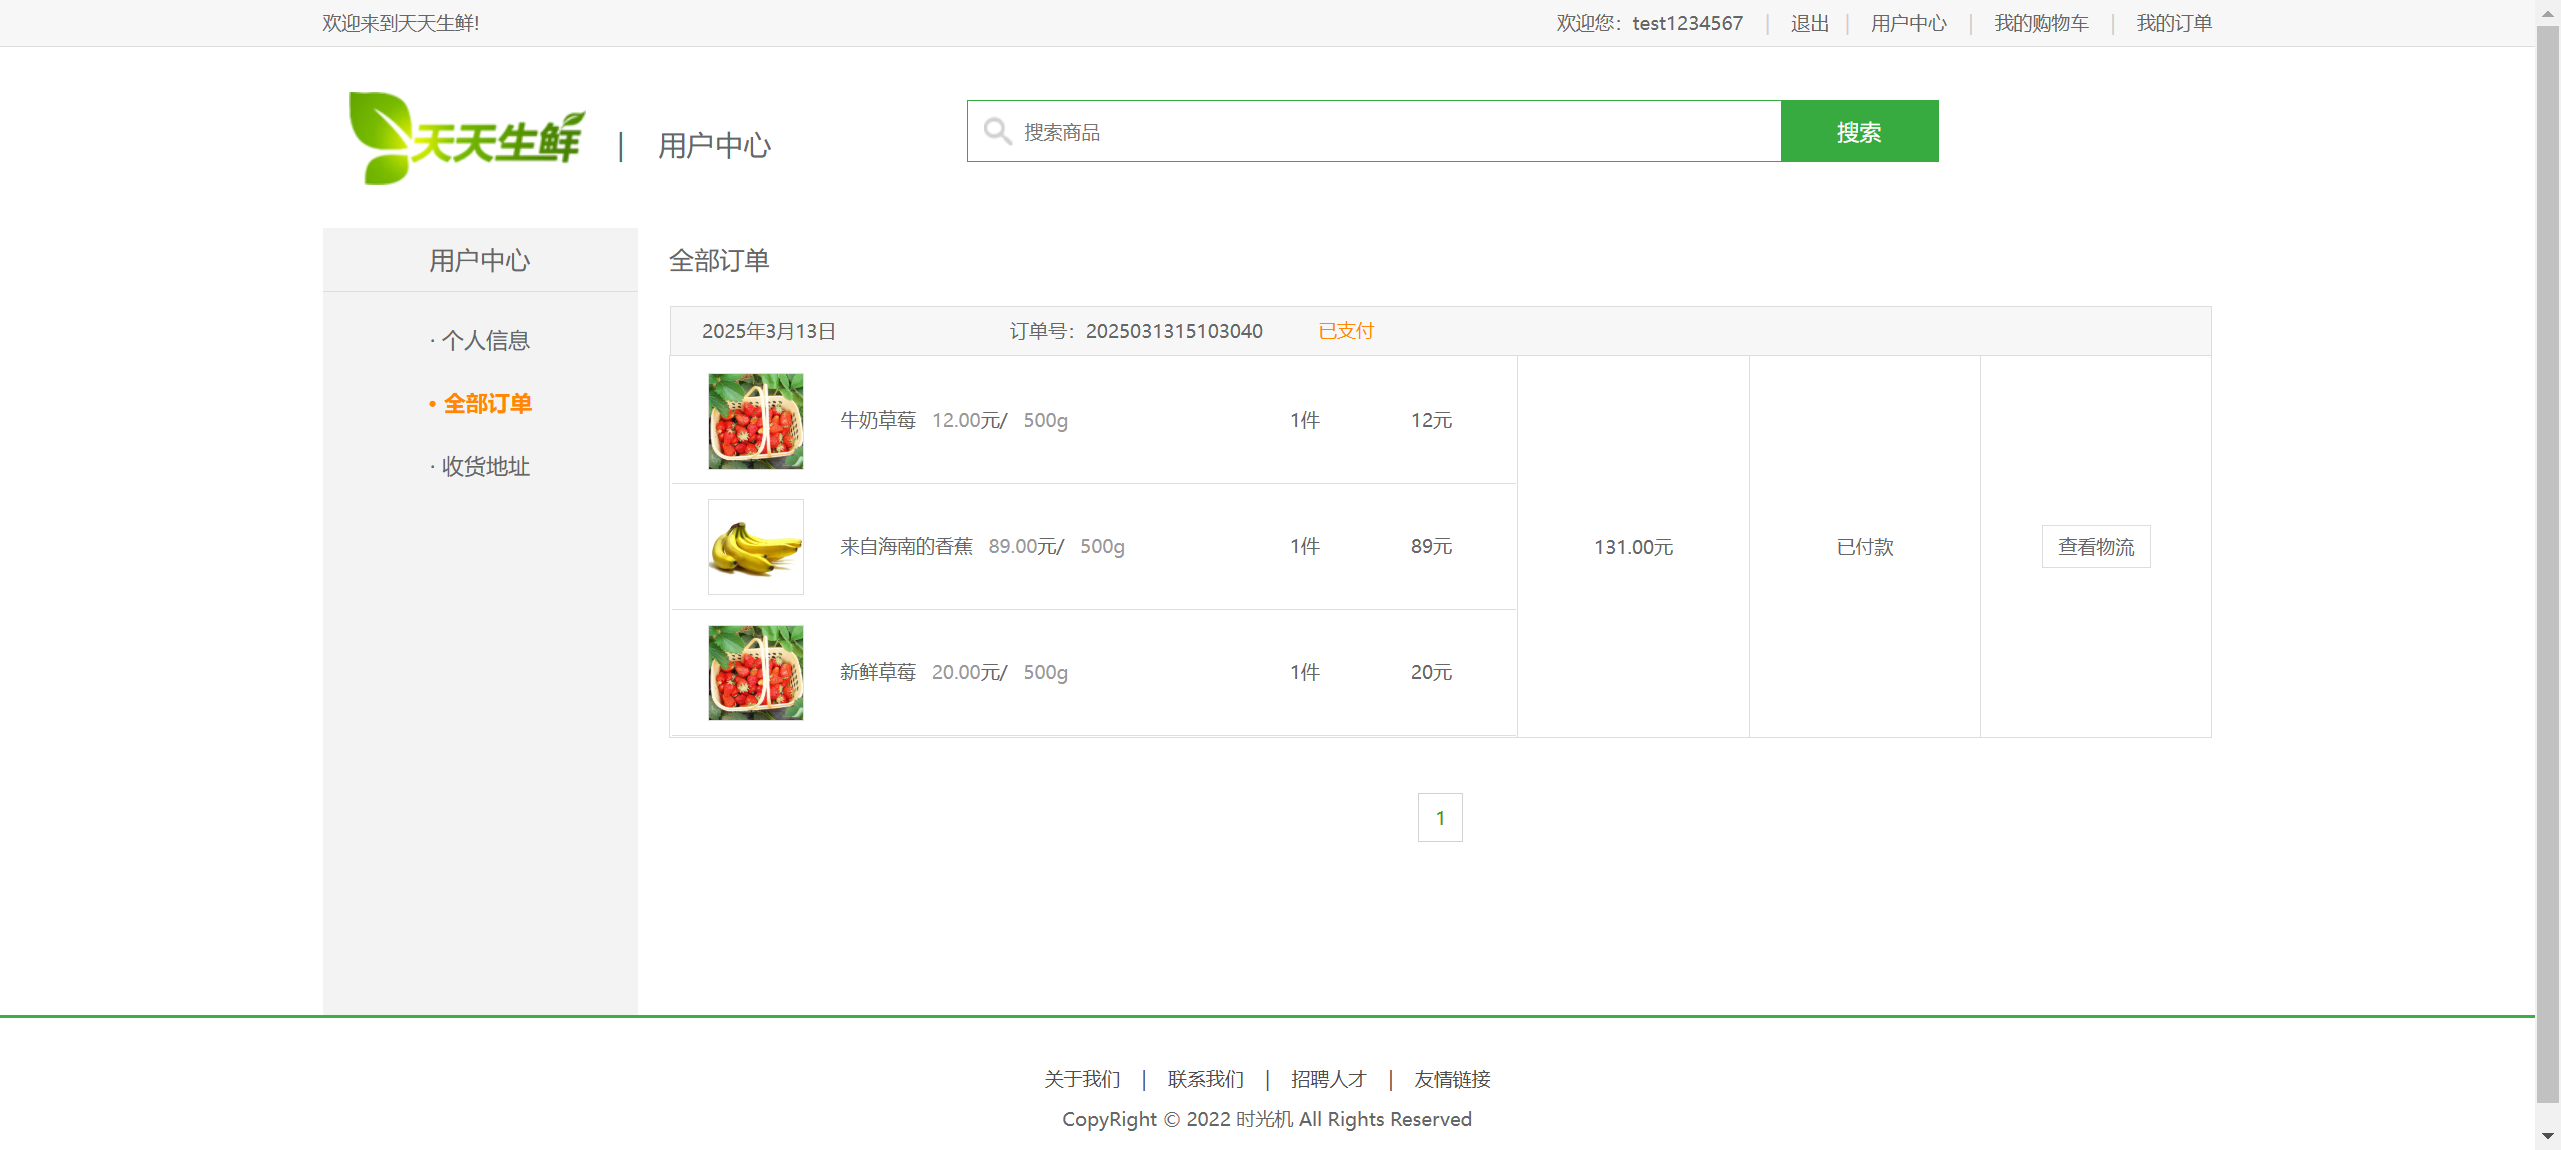 欢迎来到天天生鲜!
欢迎您：test1234567 | 退出 | 用户中心 | 我的购物车 | 我的订单
天天生鲜 | 用户中心
搜索商品 搜索
用户中心
· 个人信息
· 全部订单
· 收货地址
全部订单
2025年3月13日 订单号：2025031315103040 已支付
牛奶草莓 12.00元/ 500g 1件 12元
来自海南的香蕉 89.00元/ 500g 1件 89元
131.00元 已付款 查看物流
新鲜草莓 20.00元/ 500g 1件 20元
1
关于我们 | 联系我们 | 招聘人才 | 友情链接
CopyRight © 2022 时光机 All Rights Reserved